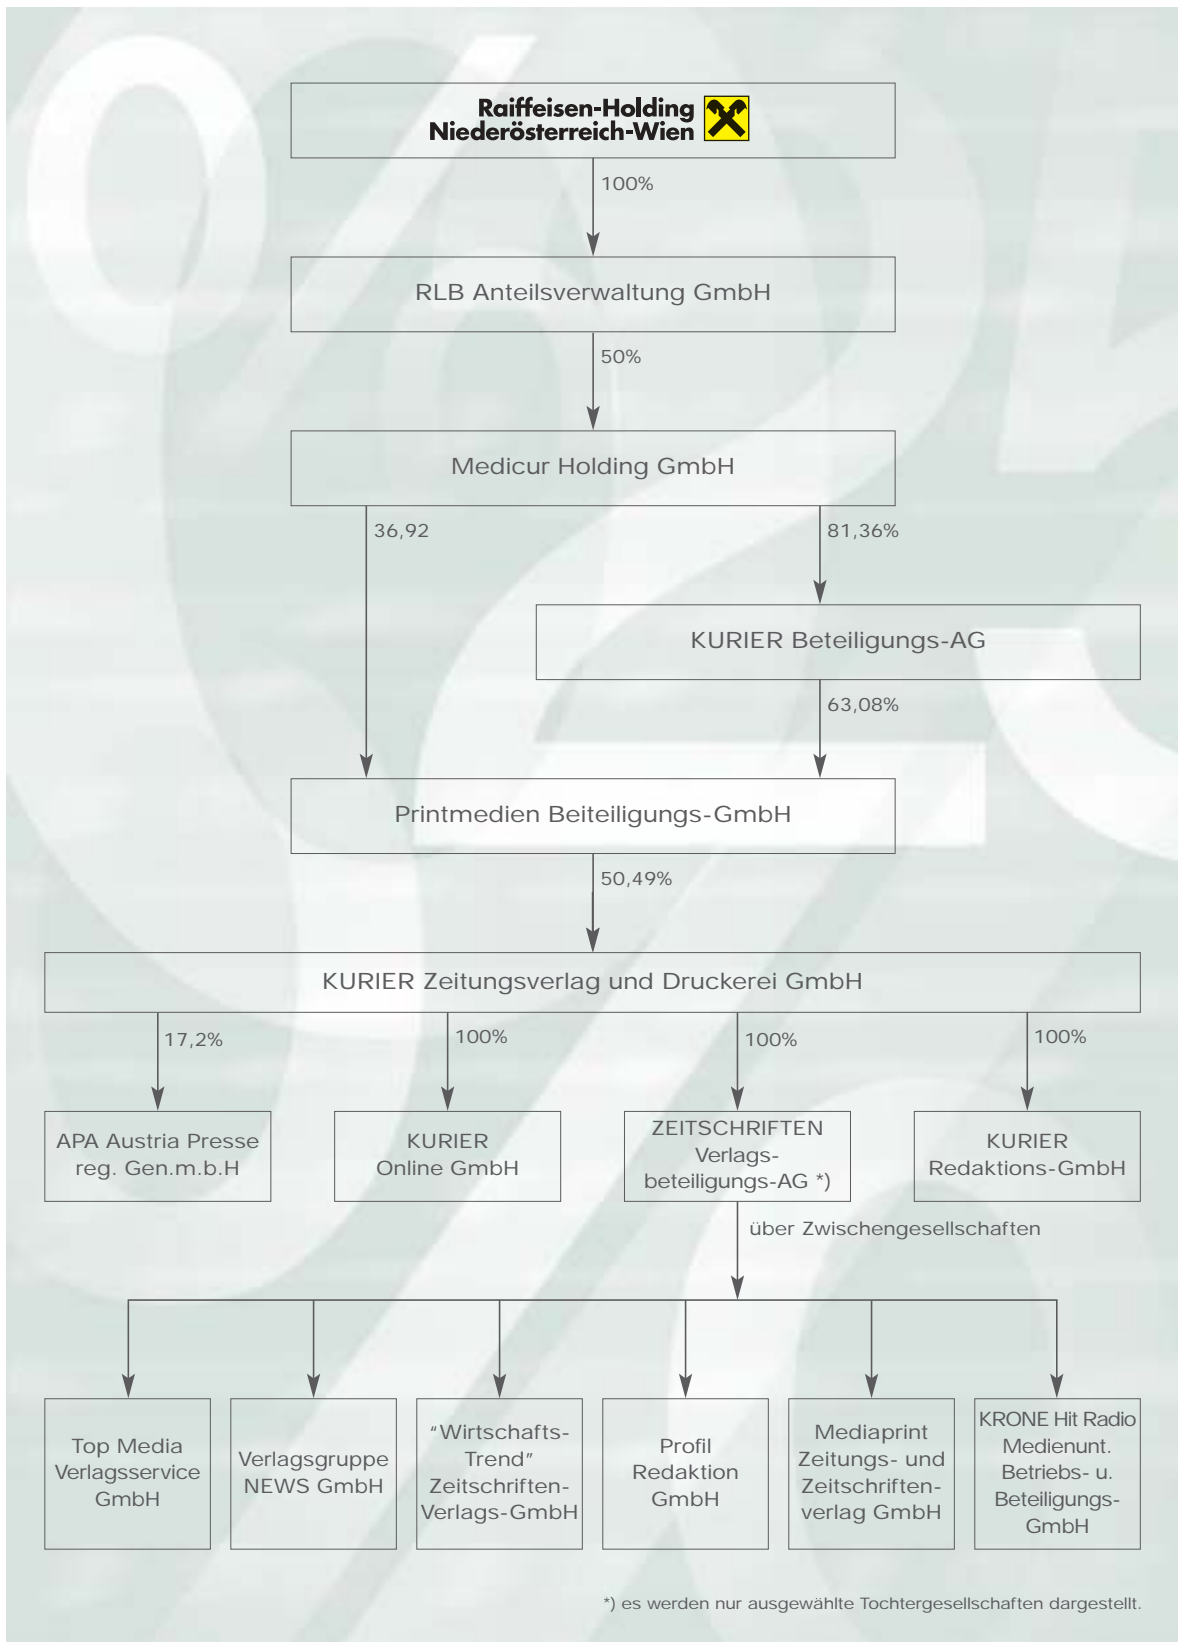 Raiffeisen-Holding
Niederösterreich-Wien
100%
RLB Anteilsverwaltung GmbH
50%
Medicur Holding GmbH
36,92
81,36%
KURIER Beteiligungs-AG
63,08%
Printmedien Beiteiligungs-GmbH
50,49%
KURIER Zeitungsverlag und Druckerei GmbH
17,2%
100%
100%
100%
APA Austria Presse
reg. Gen.m.b.H
KURIER
Online GmbH
ZEITSCHRIFTEN
Verlags-
beteiligungs-AG *)
KURIER
Redaktions-GmbH
über Zwischengesellschaften
Top Media
Verlagsservice
GmbH
Verlagsgruppe
NEWS GmbH
“Wirtschafts-
Trend”
Zeitschriften-
Verlags-GmbH
Profil
Redaktion
GmbH
Mediaprint
Zeitungs- und
Zeitschriften-
verlag GmbH
KRONE Hit Radio
Medienunt.
Betriebs- u.
Beteiligungs-
GmbH
*) es werden nur ausgewählte Tochtergesellschaften dargestellt.